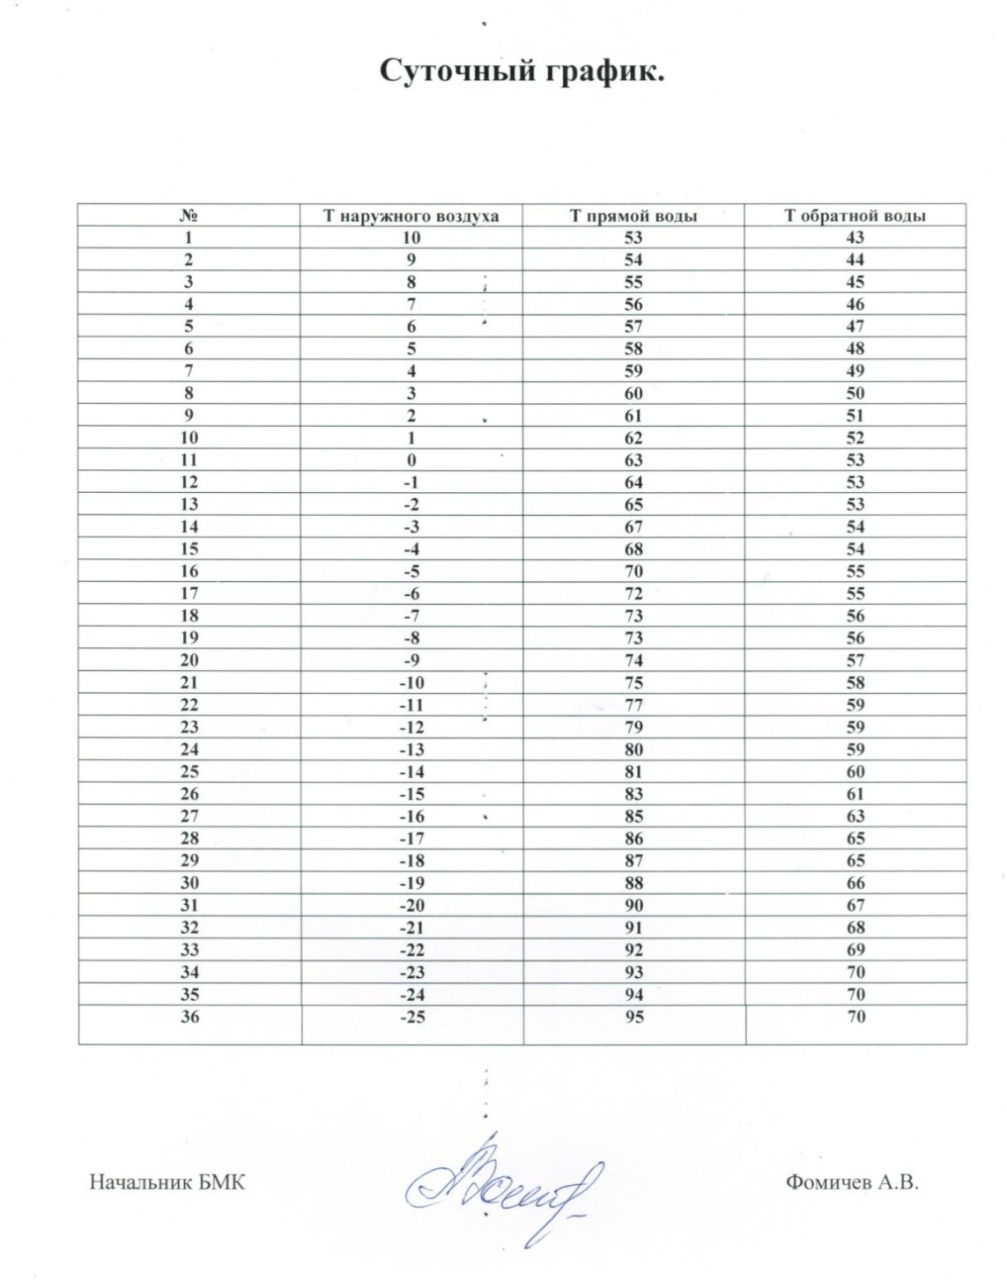 Суточный график.
№ Т наружного воздуха Т прямой воды Т обратной воды
1 10 53 43
2 9 54 44
3 8 55 45
4 7 56 46
5 6 57 47
6 5 58 48
7 4 59 49
8 3 60 50
9 2 61 51
10 1 62 52
11 0 63 53
12 -1 64 53
13 -2 65 53
14 -3 67 54
15 -4 68 54
16 -5 70 55
17 -6 72 55
18 -7 73 56
19 -8 73 56
20 -9 74 57
21 -10 75 58
22 -11 77 59
23 -12 79 59
24 -13 80 59
25 -14 81 60
26 -15 83 61
27 -16 85 63
28 -17 86 65
29 -18 87 65
30 -19 88 66
31 -20 90 67
32 -21 91 68
33 -22 92 69
34 -23 93 70
35 -24 94 70
36 -25 95 70
Начальник БМК Фомичев А.В.